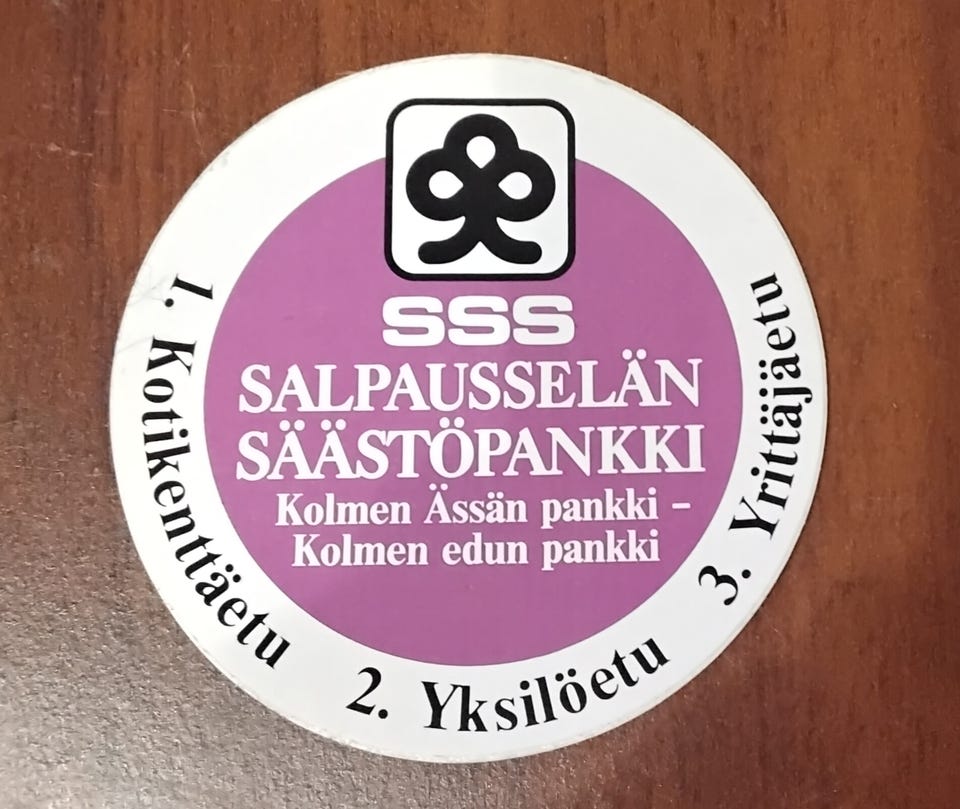 SSS
SALPAUSSELÄN
SÄÄSTÖPANKKI
Kolmen Ässän pankki –
Kolmen edun pankki
1. Kotikenttäetu
2. Yksilöetu
3. Yrittäjäetu